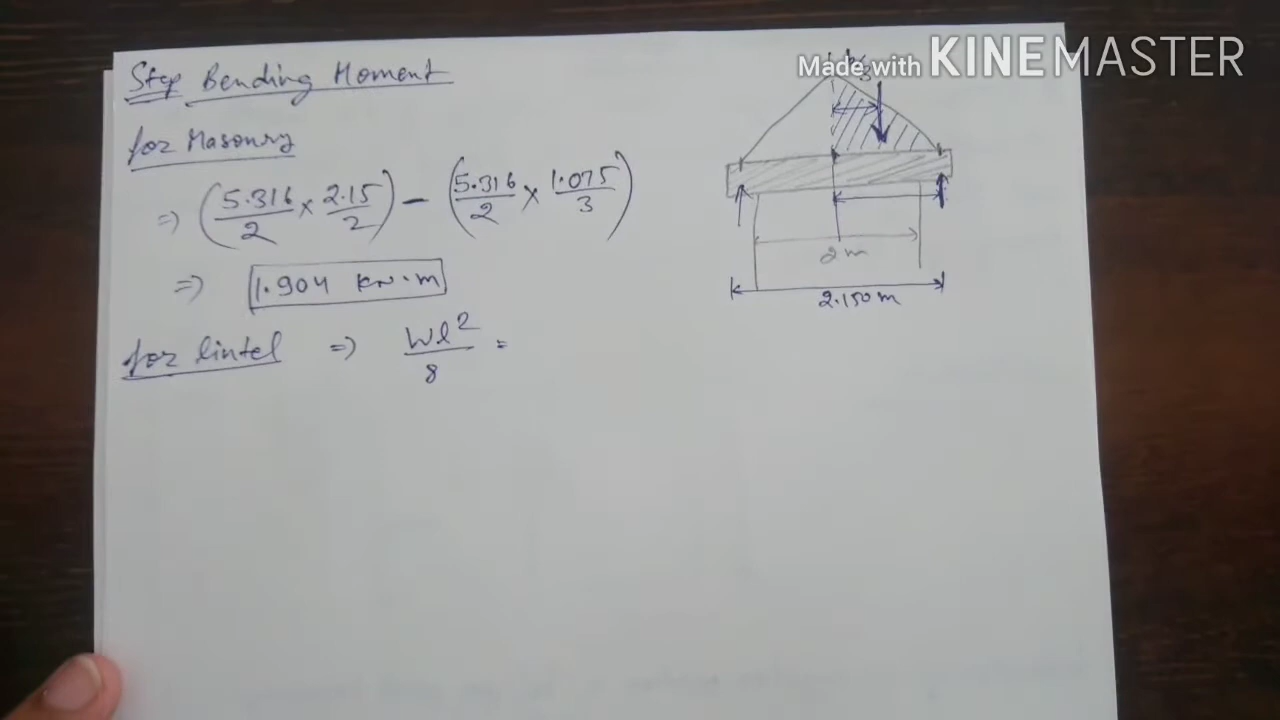 Made with KINEMASTER
Step Bending Moment
for Masonry
⇒ (5.316/2 × 2.15/2) - (5.316/2 × 1.075/3)
⇒ 1.904 kN·m
for lintel ⇒ Wl²/8 =
2m
2.150m